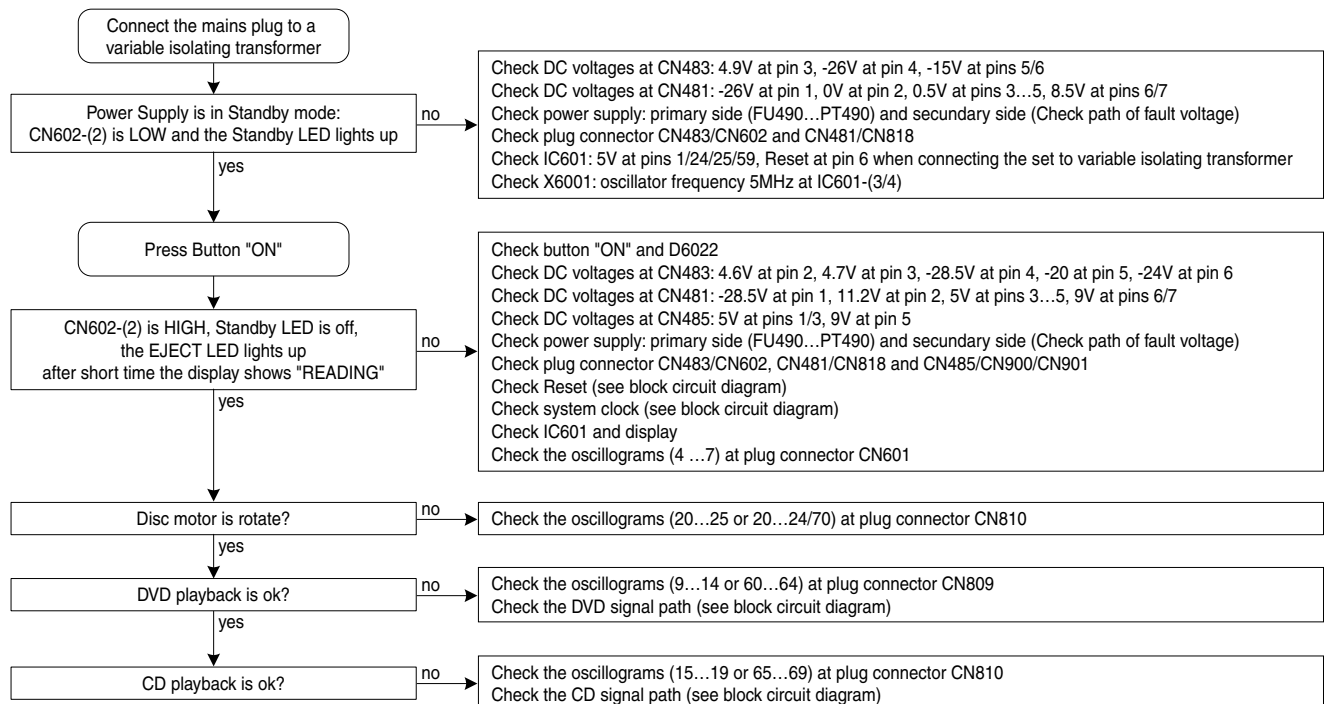 Connect the mains plug to a
variable isolating transformer
Power Supply is in Standby mode:
CN602-(2) is LOW and the Standby LED lights up
no
Check DC voltages at CN483: 4.9V at pin 3, -26V at pin 4, -15V at pins 5/6
Check DC voltages at CN481: -26V at pin 1, 0V at pin 2, 0.5V at pins 3…5, 8.5V at pins 6/7
Check power supply: primary side (FU490…PT490) and secundary side (Check path of fault voltage)
Check plug connector CN483/CN602 and CN481/CN818
Check IC601: 5V at pins 1/24/25/59, Reset at pin 6 when connecting the set to variable isolating transformer
Check X6001: oscillator frequency 5MHz at IC601-(3/4)
yes
Press Button "ON"
CN602-(2) is HIGH, Standby LED is off,
the EJECT LED lights up
after short time the display shows "READING"
no
Check button "ON" and D6022
Check DC voltages at CN483: 4.6V at pin 2, 4.7V at pin 3, -28.5V at pin 4, -20 at pin 5, -24V at pin 6
Check DC voltages at CN481: -28.5V at pin 1, 11.2V at pin 2, 5V at pins 3…5, 9V at pins 6/7
Check DC voltages at CN485: 5V at pins 1/3, 9V at pin 5
Check power supply: primary side (FU490…PT490) and secundary side (Check path of fault voltage)
Check plug connector CN483/CN602, CN481/CN818 and CN485/CN900/CN901
Check Reset (see block circuit diagram)
Check system clock (see block circuit diagram)
Check IC601 and display
Check the oscillograms (4 …7) at plug connector CN601
yes
Disc motor is rotate?
no
Check the oscillograms (20…25 or 20…24/70) at plug connector CN810
yes
DVD playback is ok?
no
Check the oscillograms (9…14 or 60…64) at plug connector CN809
Check the DVD signal path (see block circuit diagram)
yes
CD playback is ok?
no
Check the oscillograms (15…19 or 65…69) at plug connector CN810
Check the CD signal path (see block circuit diagram)